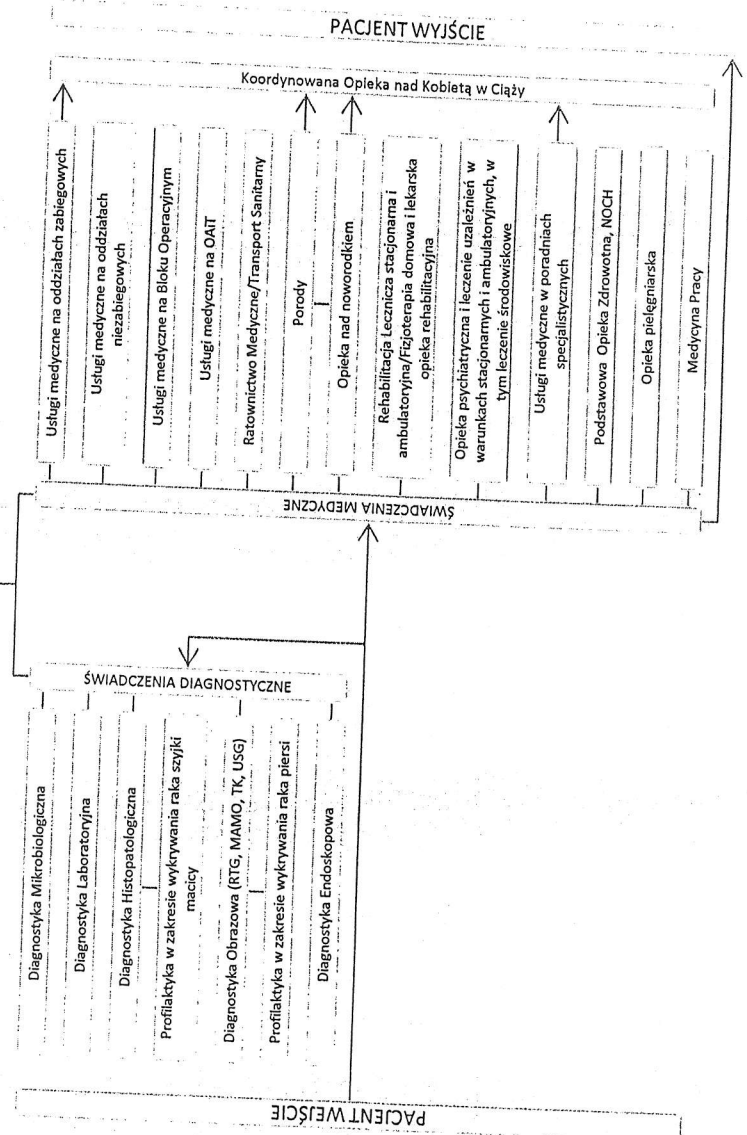 PACJENT WEJŚCIE
ŚWIADCZENIA DIAGNOSTYCZNE
Diagnostyka Mikrobiologiczna
Diagnostyka Laboratoryjna
Diagnostyka Histopatologiczna
Profilaktyka w zakresie wykrywania raka szyjki
macicy
Diagnostyka Obrazowa (RTG, MAMO, TK, USG)
Profilaktyka w zakresie wykrywania raka piersi
Diagnostyka Endoskopowa
ŚWIADCZENIA MEDYCZNE
Usługi medyczne na oddziałach zabiegowych
Usługi medyczne na oddziałach
niezabiegowych
Usługi medyczne na Bloku Operacyjnym
Usługi medyczne na OAiT
Ratownictwo Medyczne/Transport Sanitarny
Porody
Opieka nad noworodkiem
Rehabilitacja Lecznicza stacjonarna i
ambulatoryjna/Fizjoterapia domowa i lekarska
opieka rehabilitacyjna
Opieka psychiatryczna i leczenie uzależnień w
warunkach stacjonarnych i ambulatoryjnych, w
tym leczenie środowiskowe
Usługi medyczne w poradniach
specjalistycznych
Podstawowa Opieka Zdrowotna, NOCH
Opieka pielęgniarska
Medycyna Pracy
Koordynowana Opieka nad Kobietą w Ciąży
PACJENT WYJŚCIE